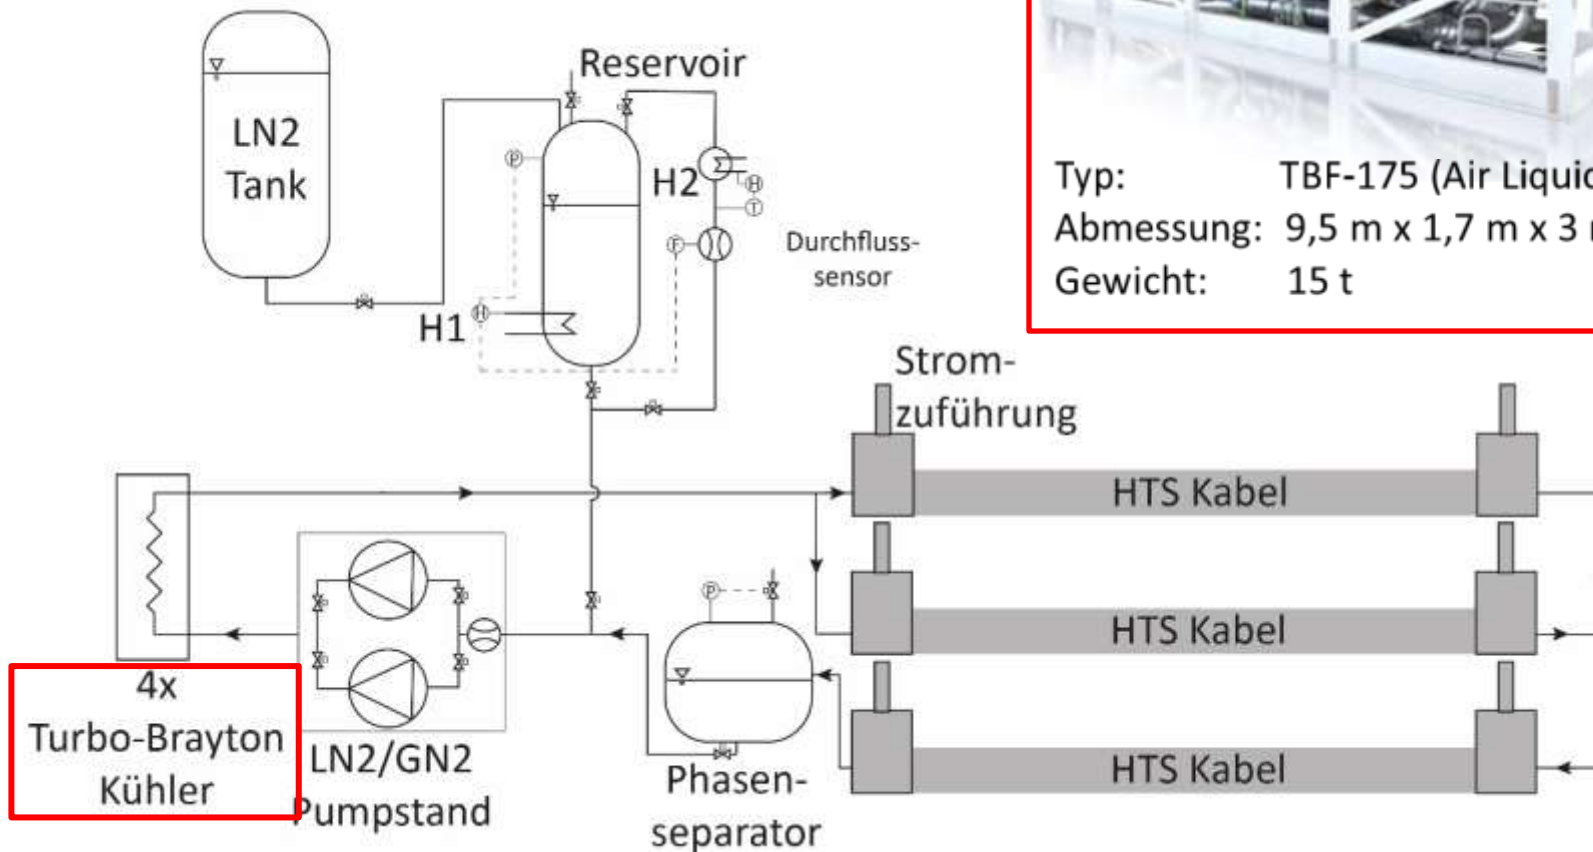 LN2
Tank
Reservoir
P
H2
H
T
F
Durchfluss-
sensor
H
H1
Typ: TBF-175 (Air
Abmessung: 9,5 m x 1,7 m x 3
Gewicht: 15 t
Strom-
zuführung
HTS Kabel
HTS Kabel
HTS Kabel
P
4x
Turbo-Brayton
Kühler
LN2/GN2
Pumpstand
Phasen-
separator